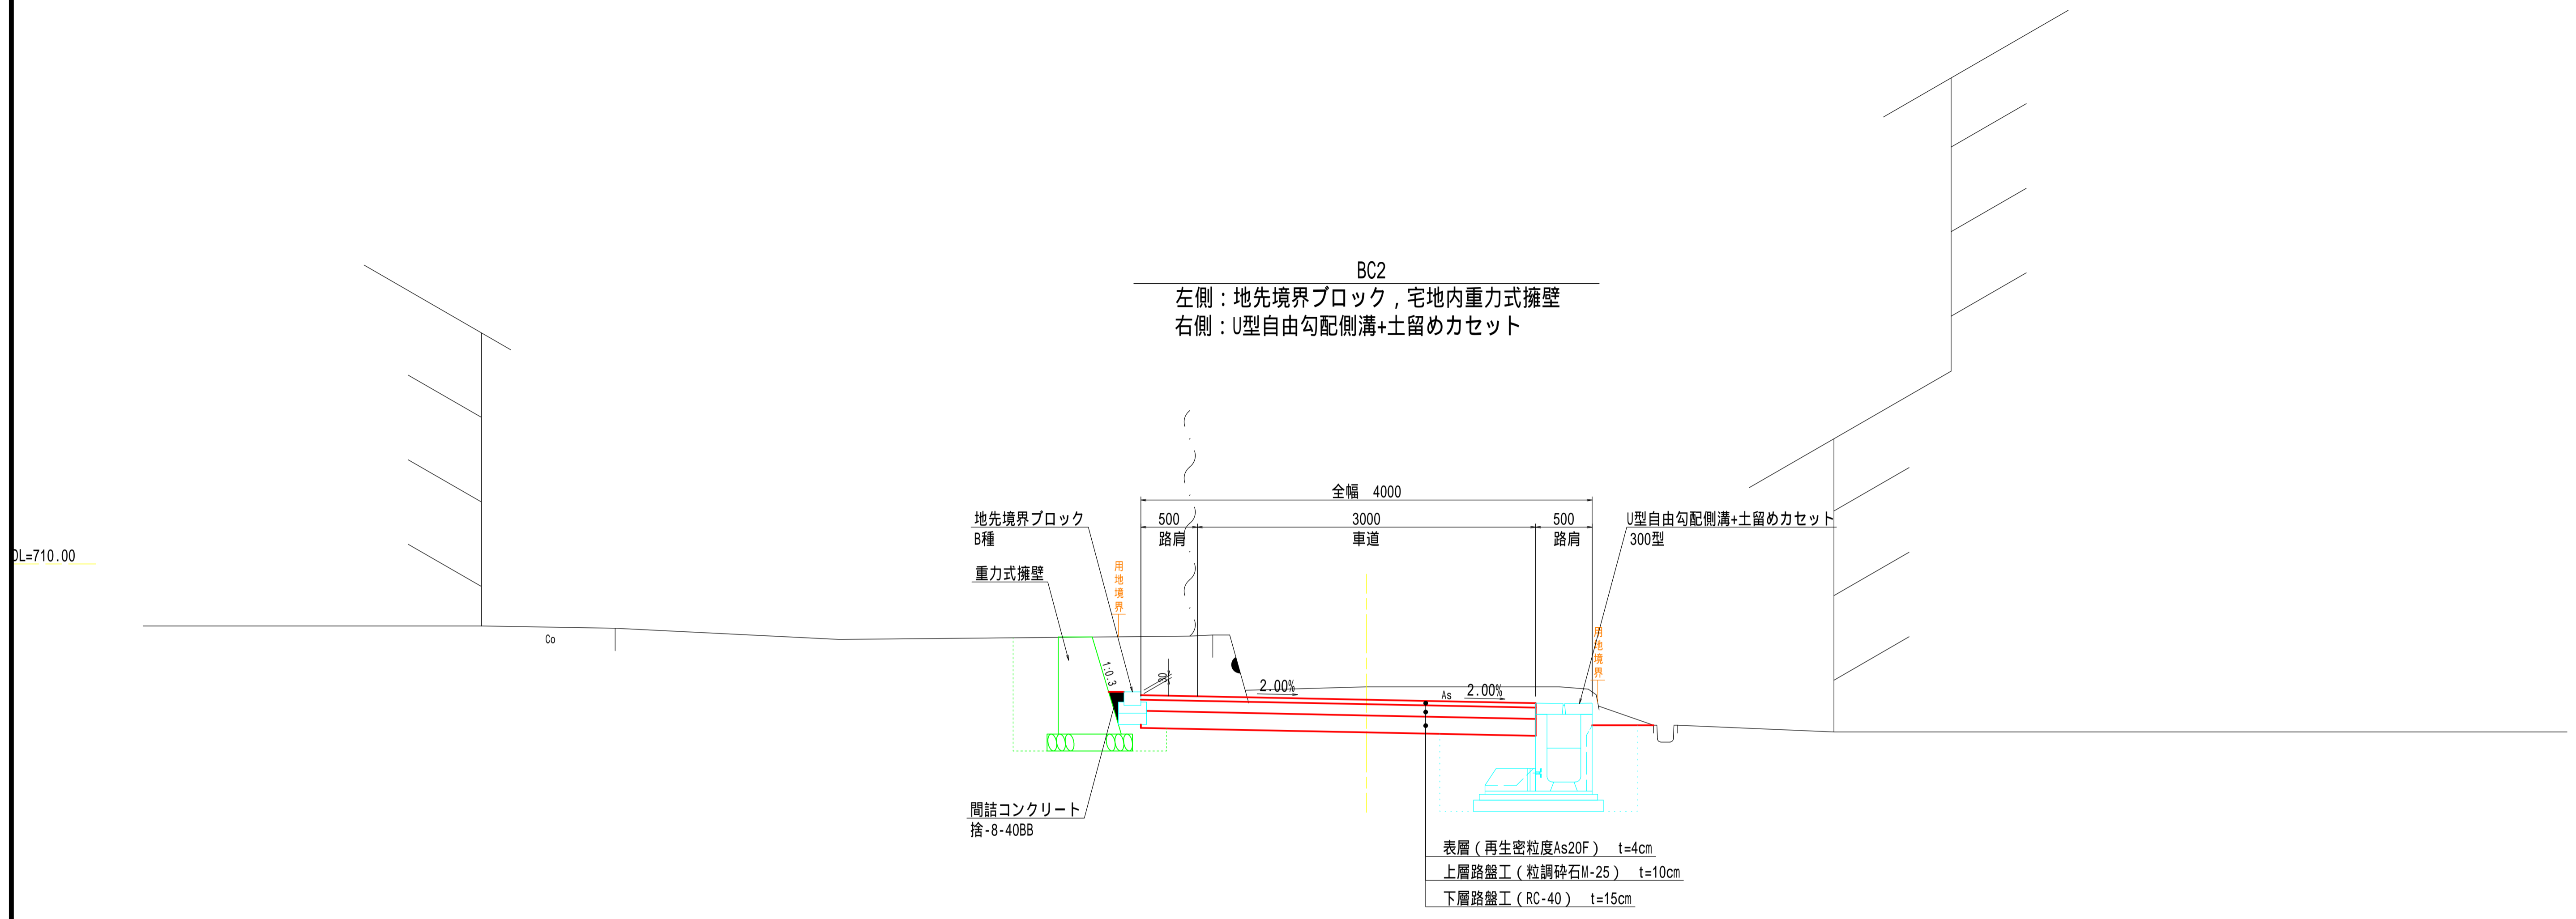 BC2
左側：地先境界ブロック，宅地内重力式擁壁
右側：U型自由勾配側溝+土留めカセット
全幅　4000
500
3000
500
路肩
車道
路肩
地先境界ブロック
B種
重力式擁壁
U型自由勾配側溝+土留めカセット
300型
DL=710.00
用地境界
用地境界
Co
1:0.3
2.00%
As
2.00%
間詰コンクリート
捨-8-40BB
表層（再生密粒度As20F）　t=4cm
上層路盤工（粒調砕石M-25）　t=10cm
下層路盤工（RC-40）　t=15cm